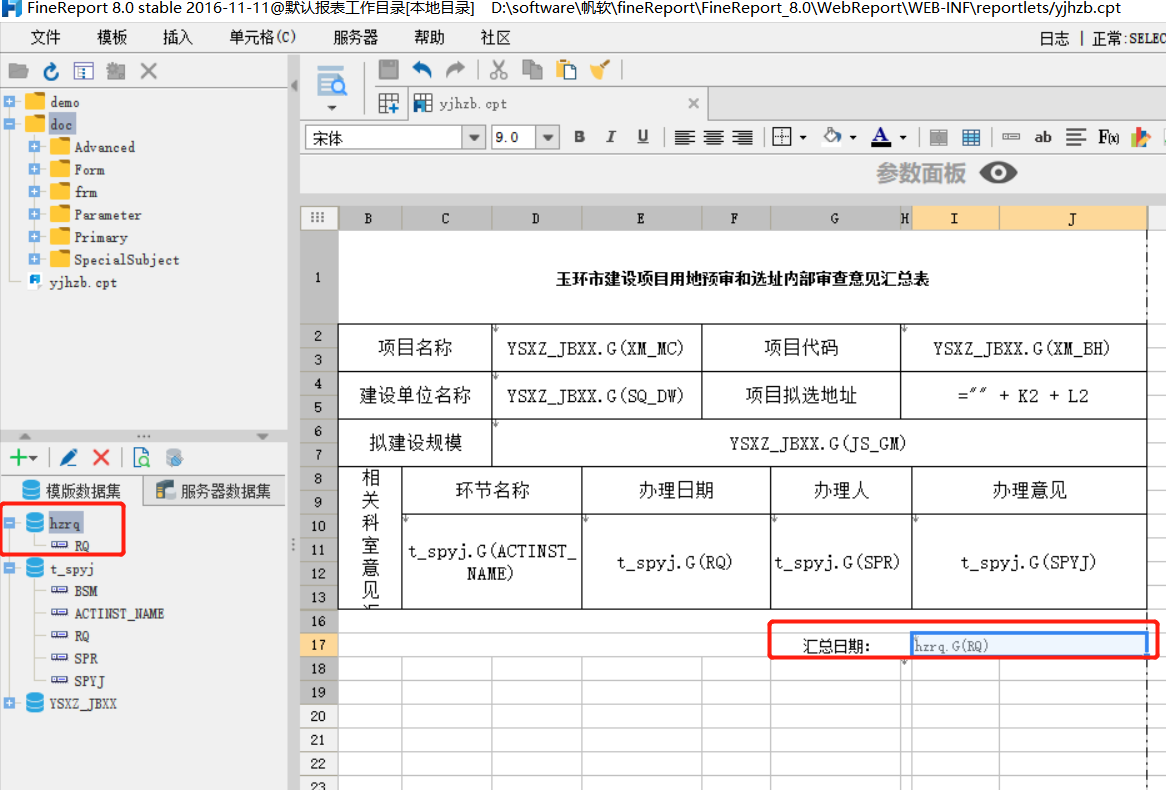 FineReport 8.0 stable 2016-11-11@默认报表工作目录[本地目录] D:\software\帆软\fineReport\FineReport_8.0\WebReport\WEB-INF\reportlets/yjhzb.cpt
文件 模板 插入 单元格(C) 服务器 帮助 社区 日志 | 正常:SELEC
yjhzb.cpt
宋体 9.0 B I U ab F(x)
参数面板
demo
doc
Advanced
Form
frm
Parameter
Primary
SpecialSubject
yjhzb.cpt
模版数据集 服务器数据集
hzrq
RQ
t_spyj
BSM
ACTINST_NAME
RQ
SPR
SPYJ
YSXZ_JBXX
B C D E F G H I J
1 玉环市建设项目用地预审和选址内部审查意见汇总表
2
3
项目名称 YSXZ_JBXX.G(XM_MC) 项目代码 YSXZ_JBXX.G(XM_BH)
4
5
建设单位名称 YSXZ_JBXX.G(SQ_DW) 项目拟选地址 ="" + K2 + L2
6
7
拟建设规模 YSXZ_JBXX.G(JS_GM)
8
9
10
11
12
13
相
关
科
室
意
见
环节名称 办理日期 办理人 办理意见
t_spyj.G(ACTINST_
NAME)
t_spyj.G(RQ) t_spyj.G(SPR) t_spyj.G(SPYJ)
16
17 汇总日期: hzrq.G(RQ)
18
19
20
21
22
23